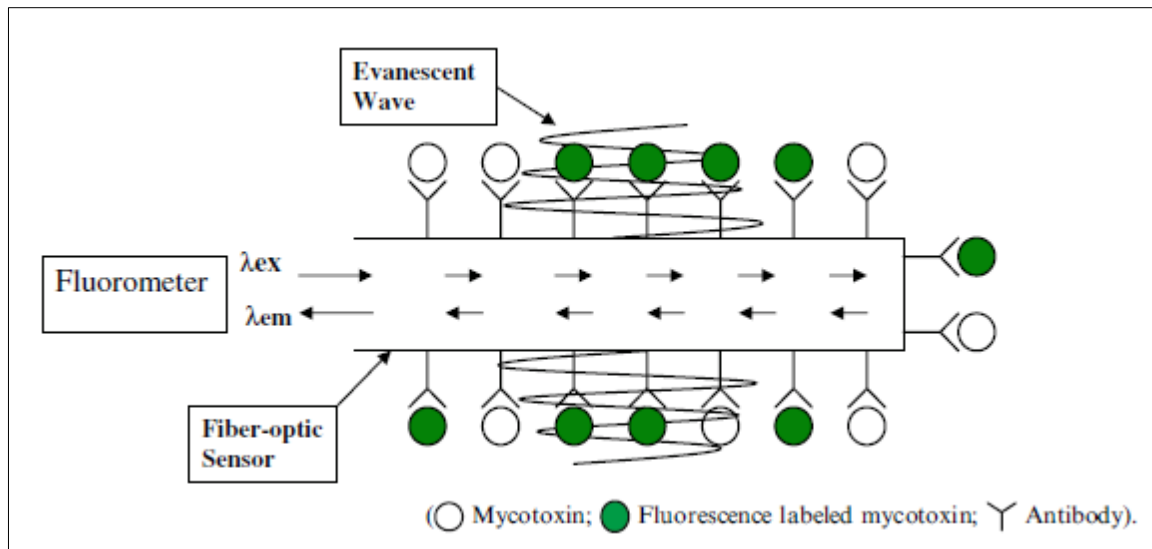 Evanescent
Wave
Fluorometer
λex
λem
Fiber-optic
Sensor
( Mycotoxin; Fluorescence labeled mycotoxin; Antibody).